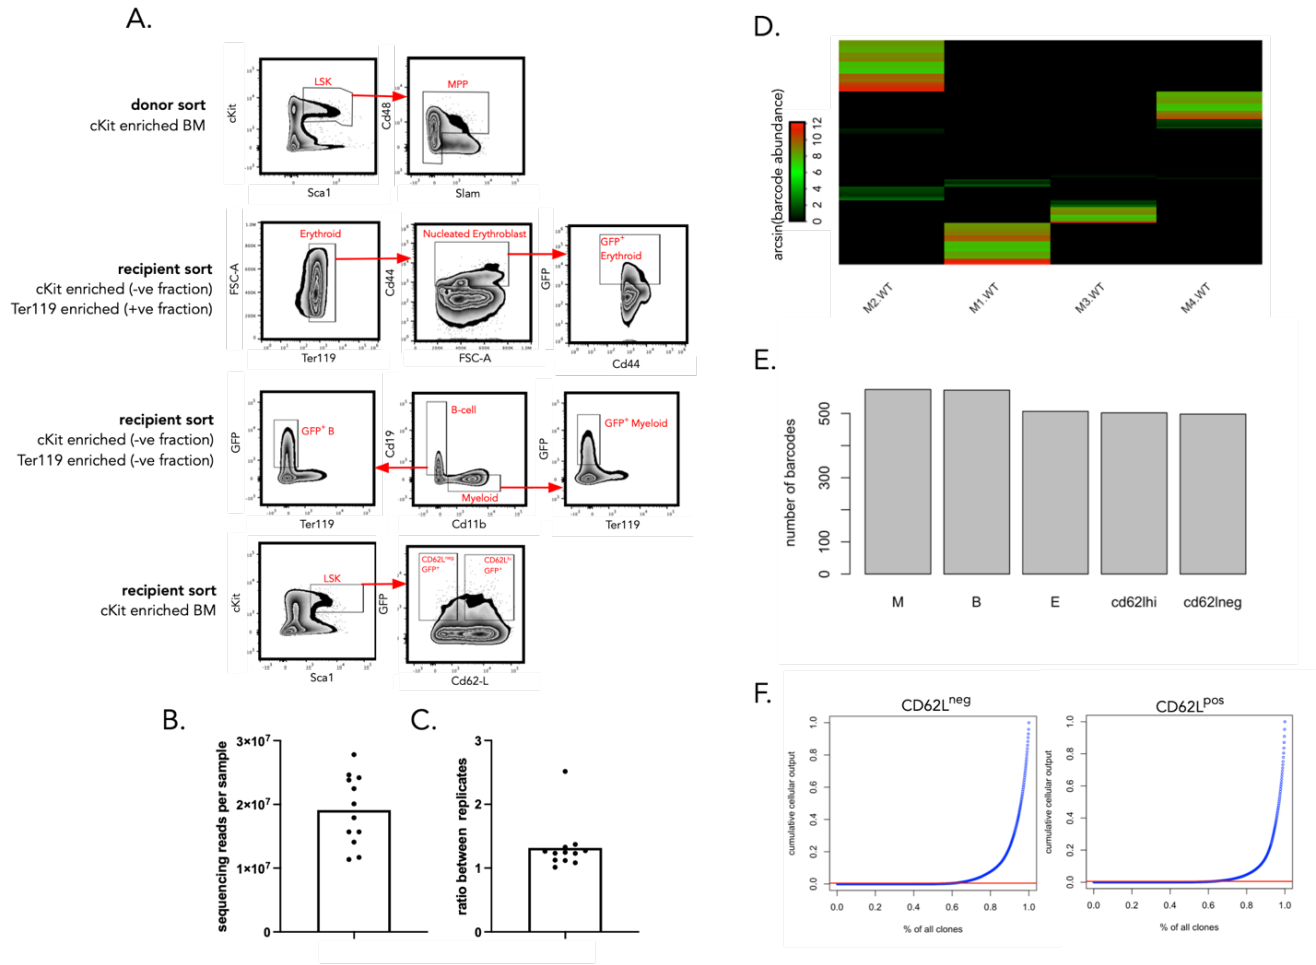 A.
donor sort
cKit enriched BM
cKit
LSK
Sca1
Cd48
MPP
Slam
recipient sort
cKit enriched (-ve fraction)
Ter119 enriched (+ve fraction)
FSC-A
Erythroid
Ter119
Cd44
Nucleated Erythroblast
FSC-A
GFP
GFP+
Erythroid
Cd44
recipient sort
cKit enriched (-ve fraction)
Ter119 enriched (-ve fraction)
GFP
GFP+ B
Ter119
Cd19
B-cell
Myeloid
Cd11b
GFP
GFP+ Myeloid
Ter119
recipient sort
cKit enriched BM
cKit
LSK
Sca1
GFP
CD62Lneg
GFP+
CD62Lhi
GFP+
Cd62-L
B.
sequencing reads per sample
3×10⁷
2×10⁷
1×10⁷
0
C.
ratio between replicates
3
2
1
0
D.
arcsin(barcode abundance)
0 2 4 6 8 10 12
M2.WT
M1.WT
M3.WT
M4.WT
E.
number of barcodes
500
300
100
0
M B E cd62lhi cd62lneg
F.
CD62Lneg
cumulative cellular output
1.0
0.8
0.6
0.4
0.2
0.0
0.0 0.2 0.4 0.6 0.8 1.0
% of all clones
CD62Lpos
cumulative cellular output
1.0
0.8
0.6
0.4
0.2
0.0
0.0 0.2 0.4 0.6 0.8 1.0
% of all clones